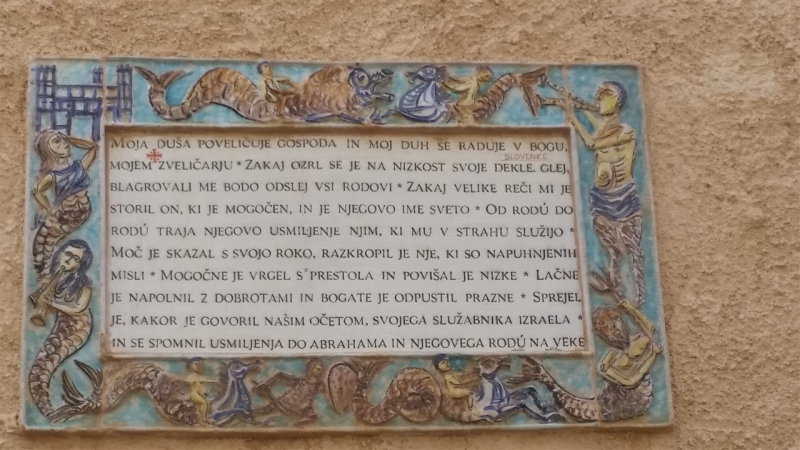 Moja duša poveličuje Gospoda in moj duh se raduje v Bogu,
mojem zveličarju * Zakaj ozrl se je na nizkost svoje dekle. Glej,
SLOVENKE
blagrovali me bodo odslej vsi rodovi * Zakaj velike reči mi je
storil On, ki je mogočen, in je njegovo ime sveto * Od rodú do
rodú traja njegovo usmiljenje njim, ki mu v strahu služijo *
Moč je skazal s svojo roko, razkropil je nje, ki so napuhnjenih
misli * Mogočne je vrgel s prestola in povišal je nizke * Lačne
je napolnil z dobrotami in bogate je odpustil prazne * Sprejel
je, kakor je govoril našim očetom, svojega služabnika Izraela *
in se spomnil usmiljenja do Abrahama in njegovega rodú na veke